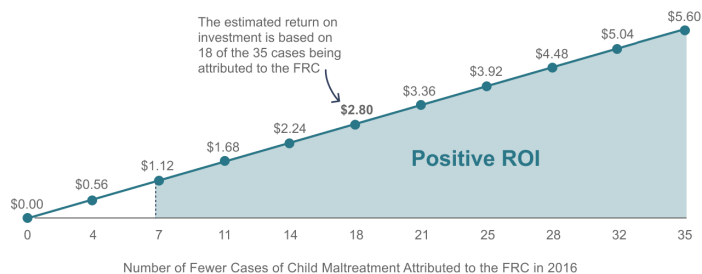 The estimated return on
investment is based on
18 of the 35 cases being
attributed to the FRC
$0.00
$0.56
$1.12
$1.68
$2.24
$2.80
$3.36
$3.92
$4.48
$5.04
$5.60
Positive ROI
0 4 7 11 14 18 21 25 28 32 35
Number of Fewer Cases of Child Maltreatment Attributed to the FRC in 2016